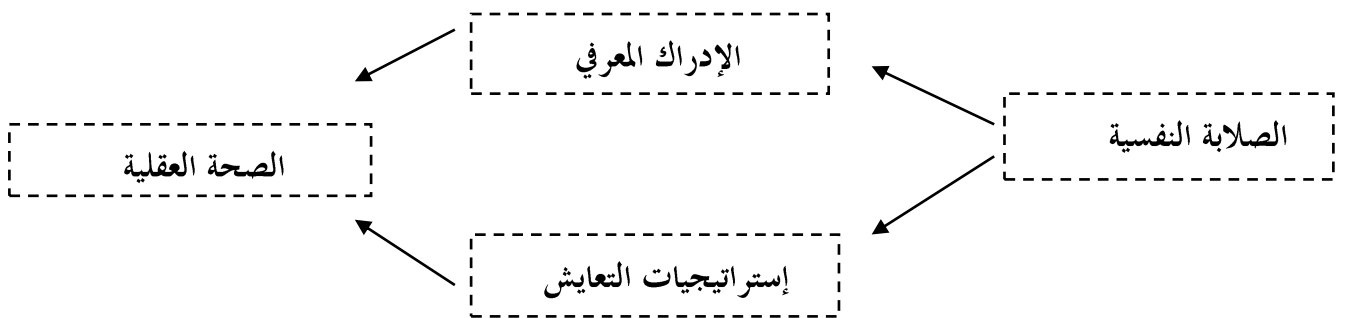 الإدراك المعرفي
الصلابة النفسية
الصحة العقلية
إستراتيجيات التعايش